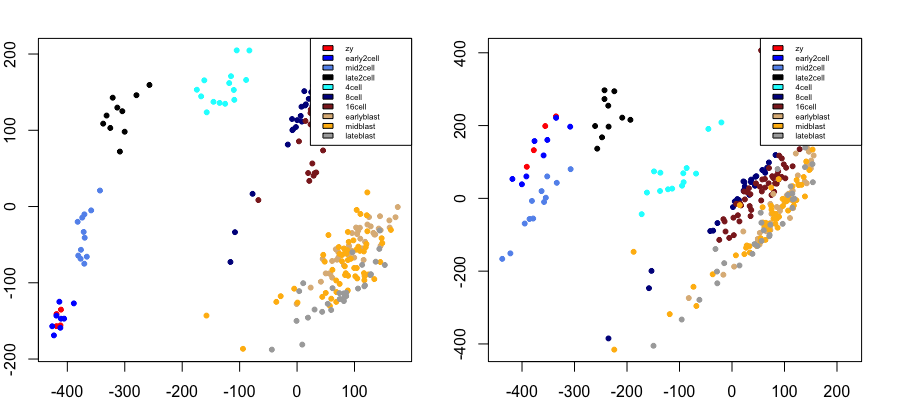 200
100
0
-100
-200
-400
-300
-200
-100
0
100
zy
early2cell
mid2cell
late2cell
4cell
8cell
16cell
earlyblast
midblast
lateblast
400
200
0
-200
-400
-400
-300
-200
-100
0
100
200
zy
early2cell
mid2cell
late2cell
4cell
8cell
16cell
earlyblast
midblast
lateblast